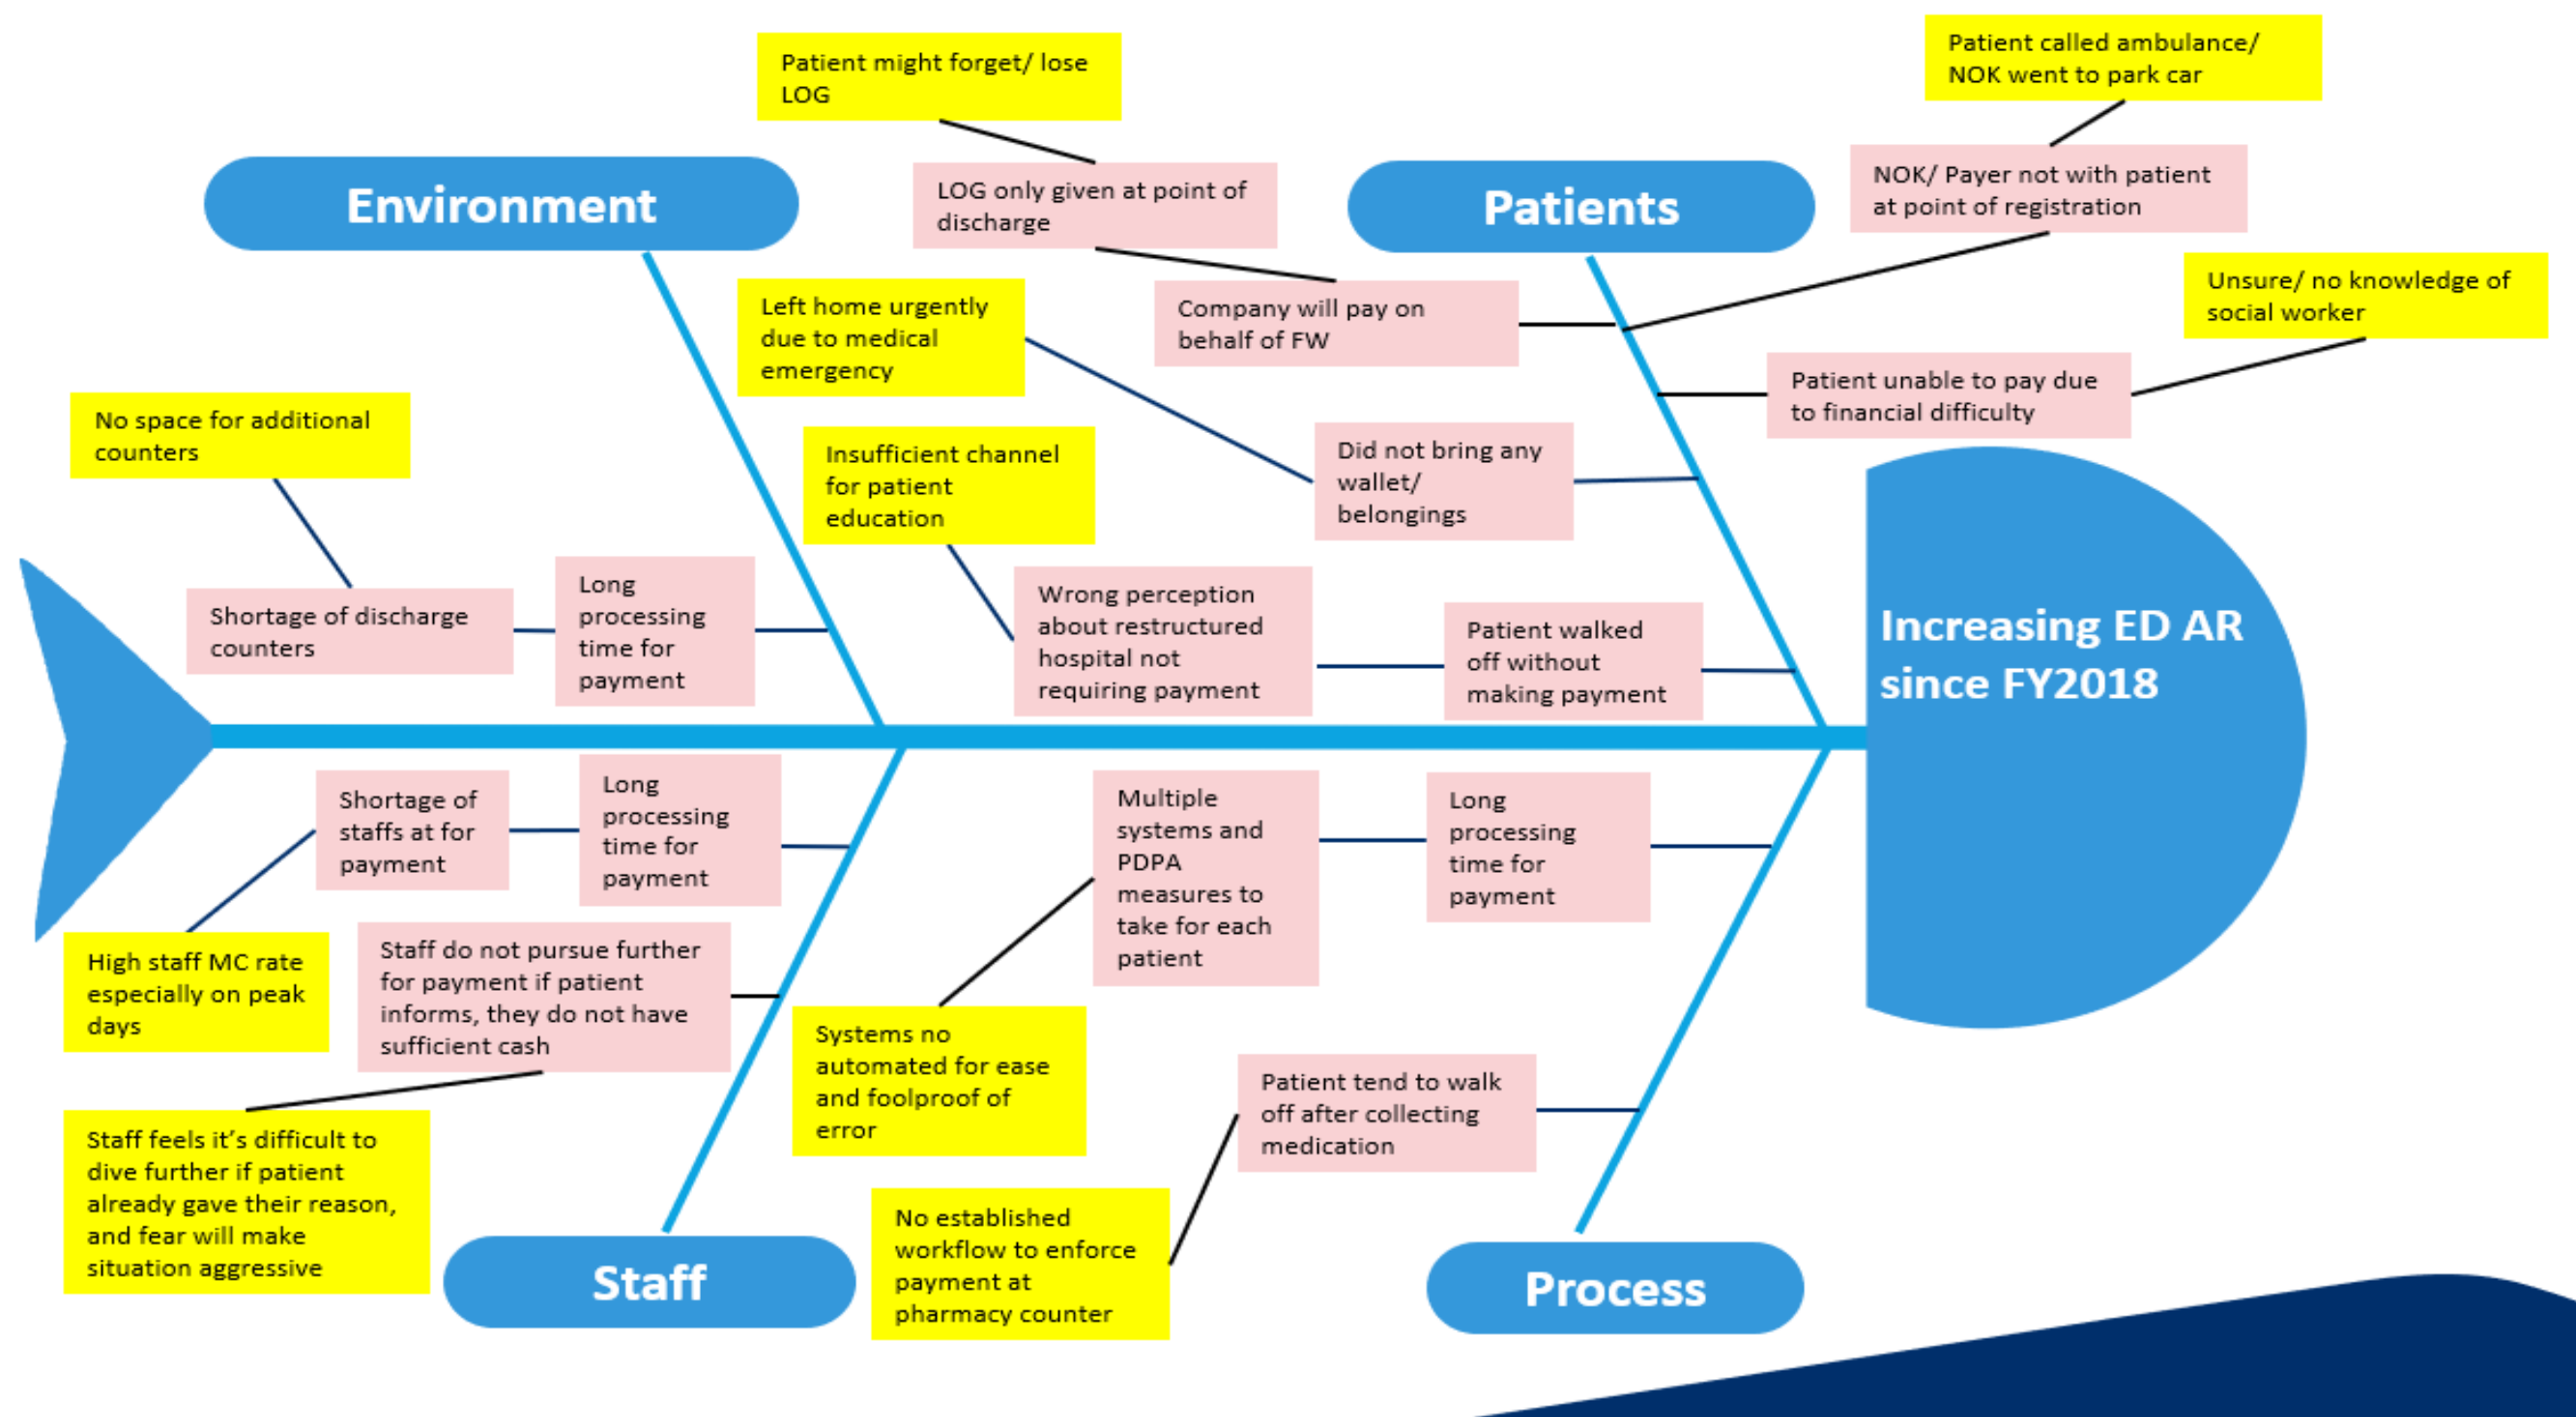 Patient called ambulance/
NOK went to park car
Patient might forget/ lose
LOG
Environment
LOG only given at point of
discharge
Patients
NOK/ Payer not with patient
at point of registration
Left home urgently
due to medical
emergency
Company will pay on
behalf of FW
Unsure/ no knowledge of
social worker
Patient unable to pay due
to financial difficulty
No space for additional
counters
Insufficient channel
for patient
education
Did not bring any
wallet/
belongings
Shortage of discharge
counters
Long
processing
time for
payment
Wrong perception
about restructured
hospital not
requiring payment
Patient walked
off without
making payment
Increasing ED AR
since FY2018
Shortage of
staffs at for
payment
Long
processing
time for
payment
Multiple
systems and
PDPA
measures to
take for each
patient
Long
processing
time for
payment
High staff MC rate
especially on peak
days
Staff do not pursue further
for payment if patient
informs, they do not have
sufficient cash
Systems no
automated for ease
and foolproof of
error
Patient tend to walk
off after collecting
medication
Staff feels it’s difficult to
dive further if patient
already gave their reason,
and fear will make
situation aggressive
No established
workflow to enforce
payment at
pharmacy counter
Staff
Process